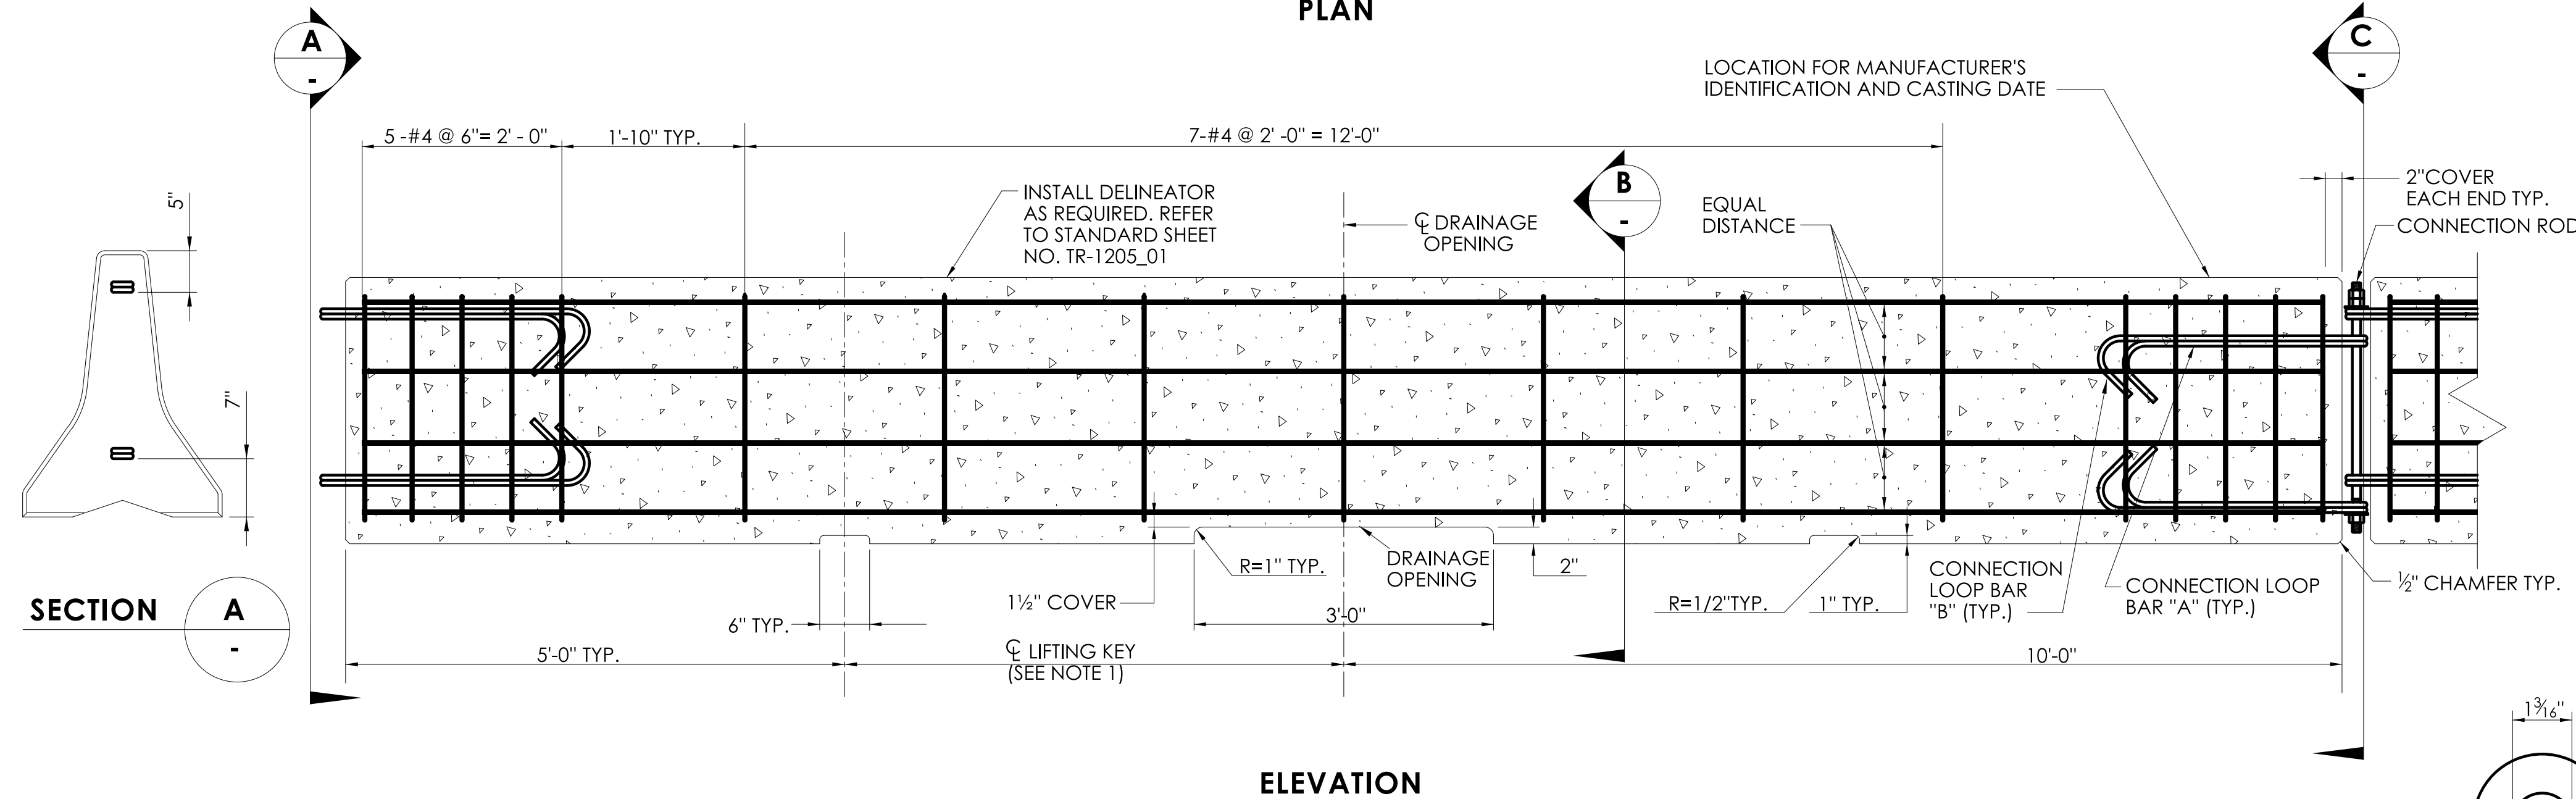 PLAN
A
-
C
-
LOCATION FOR MANUFACTURER'S
IDENTIFICATION AND CASTING DATE
5 -#4 @ 6"= 2' - 0"
1'-10" TYP.
7-#4 @ 2' -0" = 12'-0"
B
-
2"COVER
EACH END TYP.
CONNECTION ROD
5"
INSTALL DELINEATOR
AS REQUIRED. REFER
TO STANDARD SHEET
NO. TR-1205_01
℄ DRAINAGE
OPENING
EQUAL
DISTANCE
7"
R=1" TYP.
DRAINAGE
OPENING
2"
1½" COVER
6" TYP.
3'-0"
R=1/2"TYP.
1" TYP.
CONNECTION
LOOP BAR
"B" (TYP.)
CONNECTION LOOP
BAR "A" (TYP.)
½" CHAMFER TYP.
SECTION
A
-
5'-0" TYP.
℄ LIFTING KEY
(SEE NOTE 1)
10'-0"
1³⁄₁₆"
ELEVATION